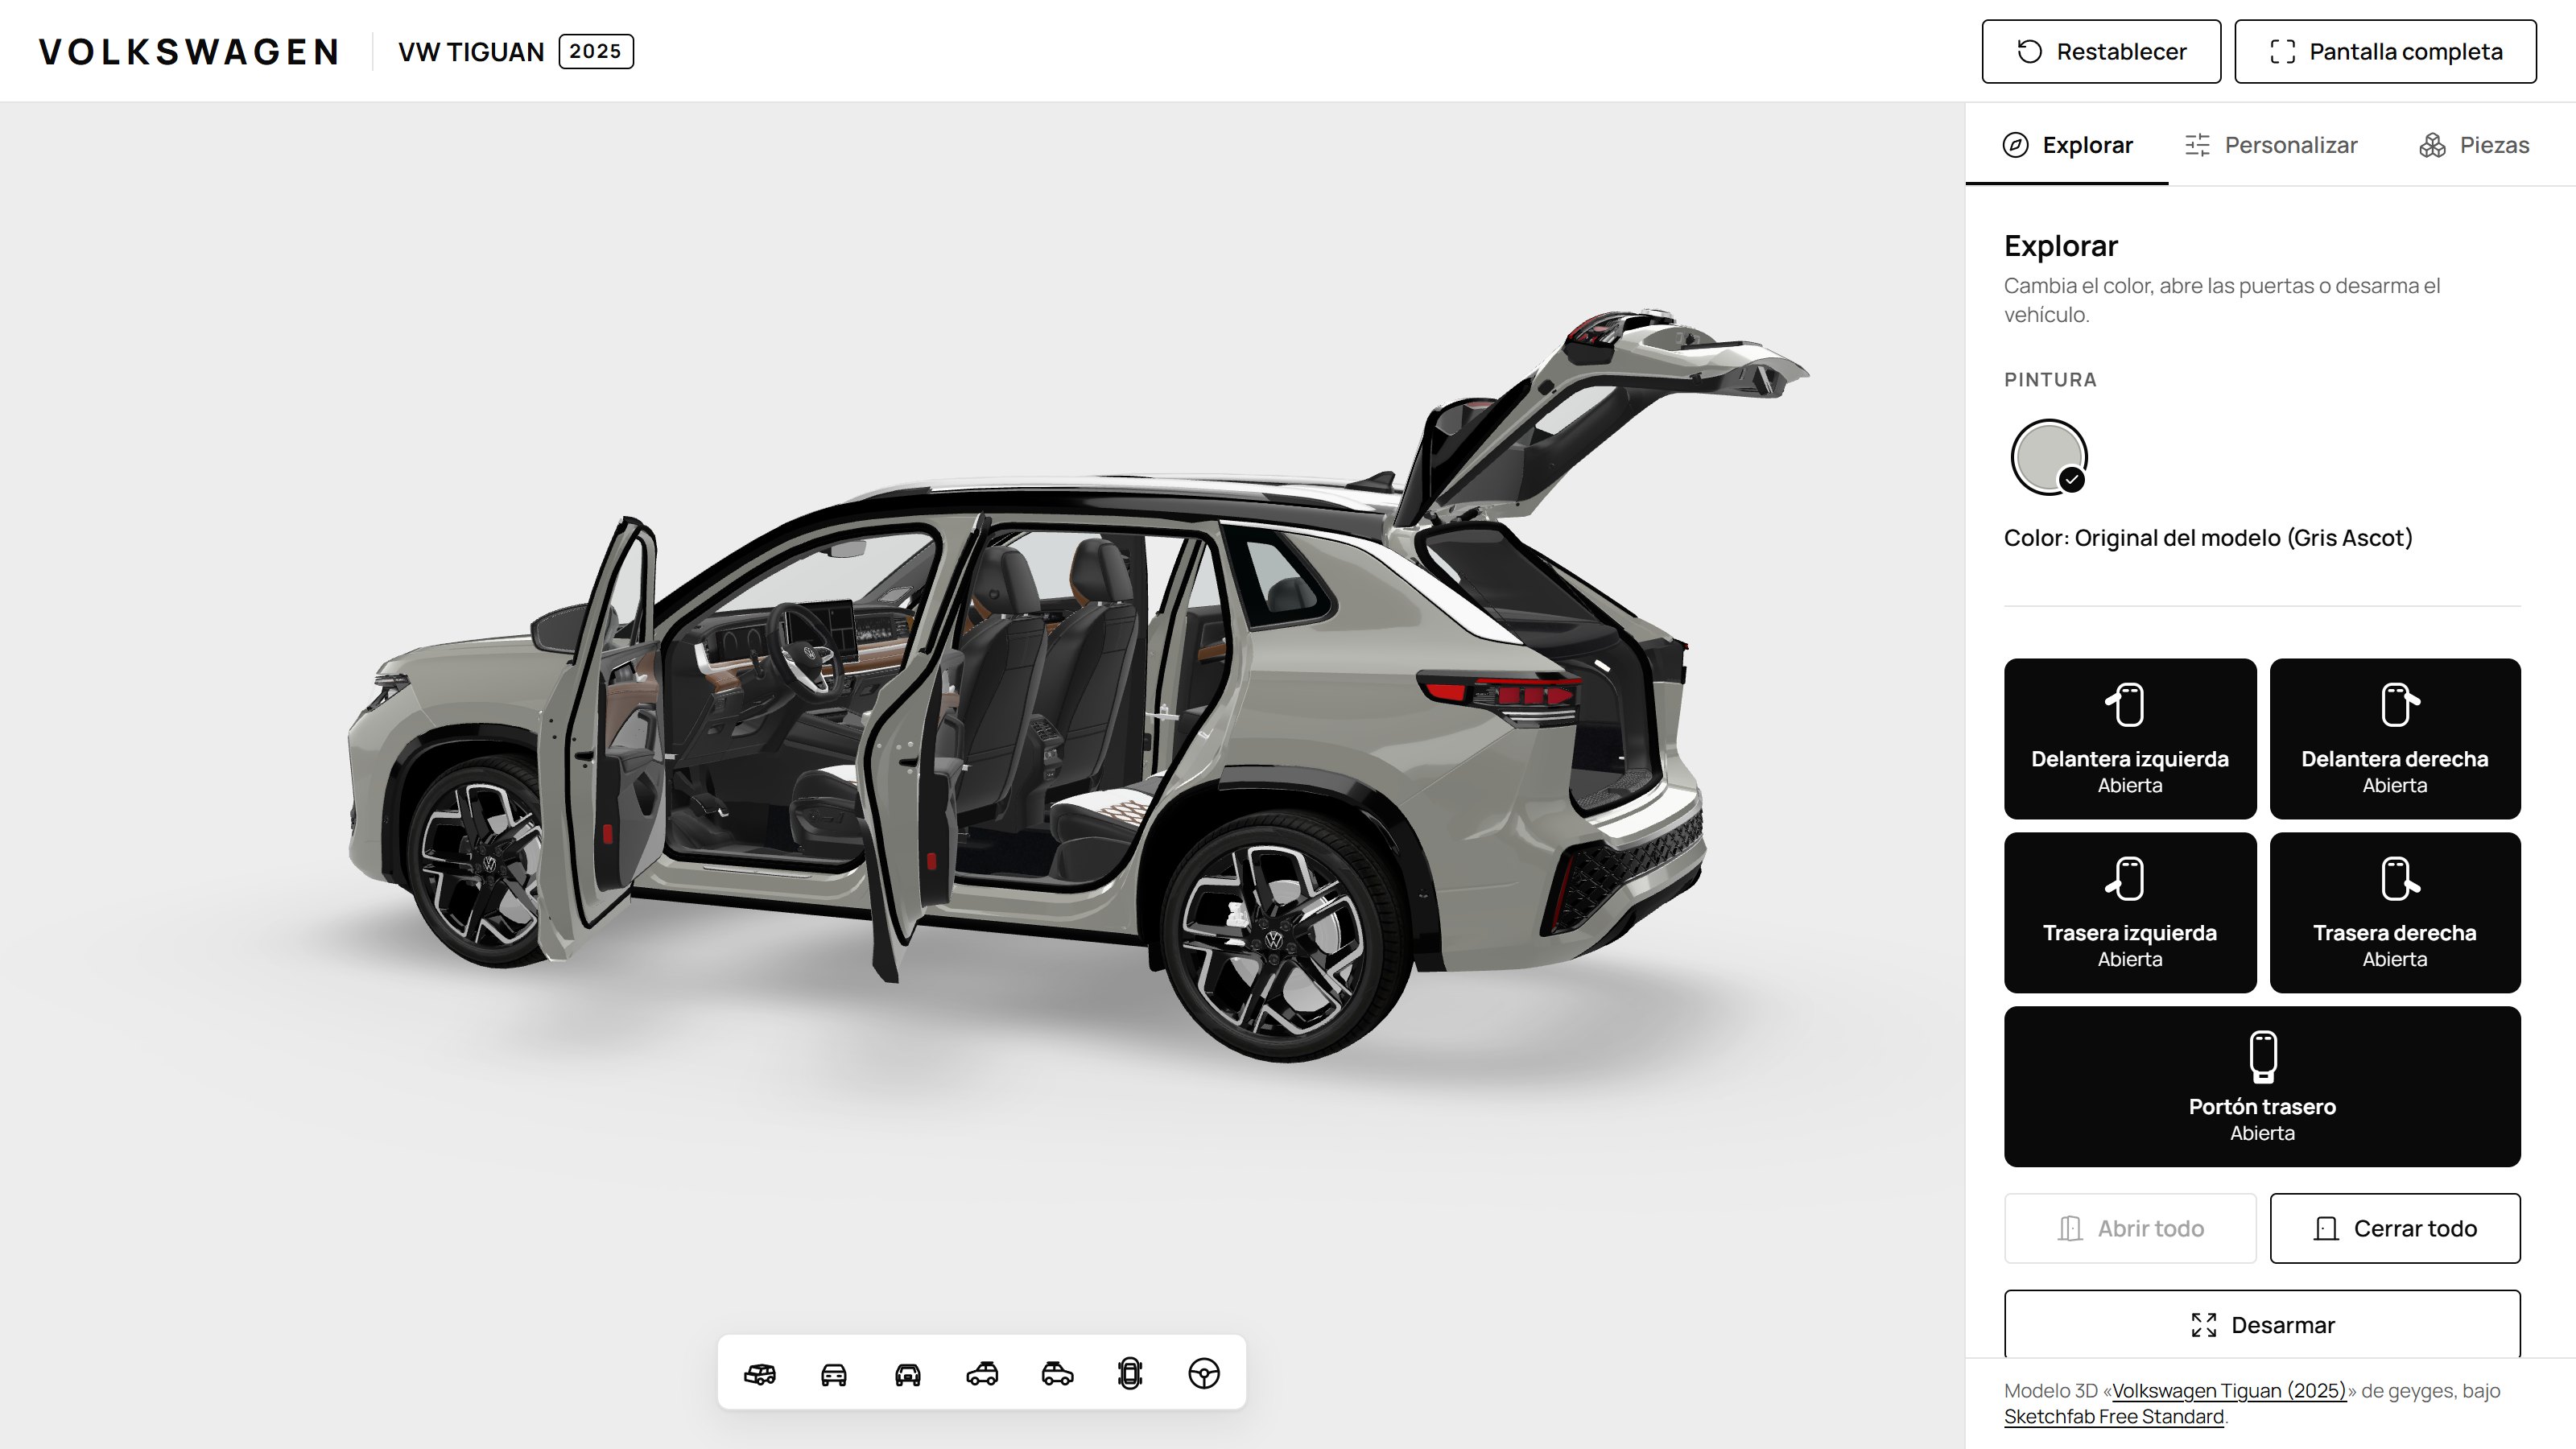 VOLKSWAGEN
VW TIGUAN 2025
Restablecer
Pantalla completa
Explorar
Personalizar
Piezas
Explorar
Cambia el color, abre las puertas o desarma el
vehículo.
PINTURA
Color: Original del modelo (Gris Ascot)
Delantera izquierda
Abierta
Delantera derecha
Abierta
Trasera izquierda
Abierta
Trasera derecha
Abierta
Portón trasero
Abierta
Abrir todo
Cerrar todo
Desarmar
Modelo 3D «Volkswagen Tiguan (2025)» de geyges, bajo
Sketchfab Free Standard.